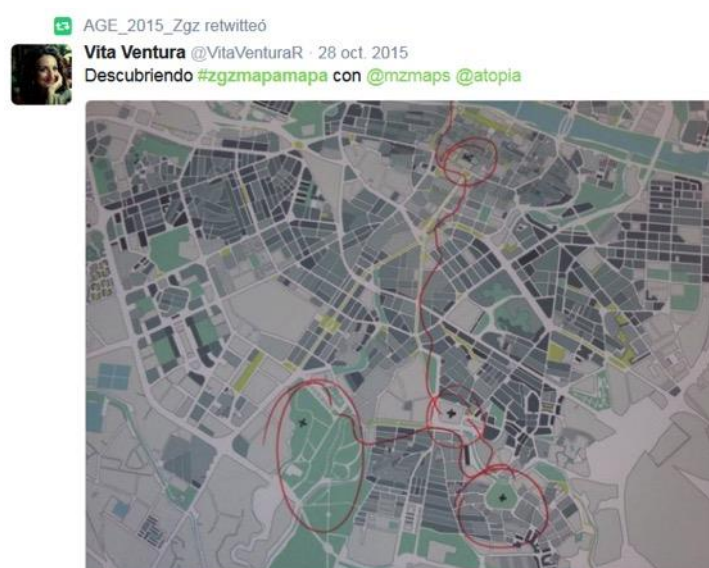 AGE_2015_Zgz retwitteó
Vita Ventura @VitaVenturaR · 28 oct. 2015
Descubriendo #zgzmapamapa con @mzmaps @atopia